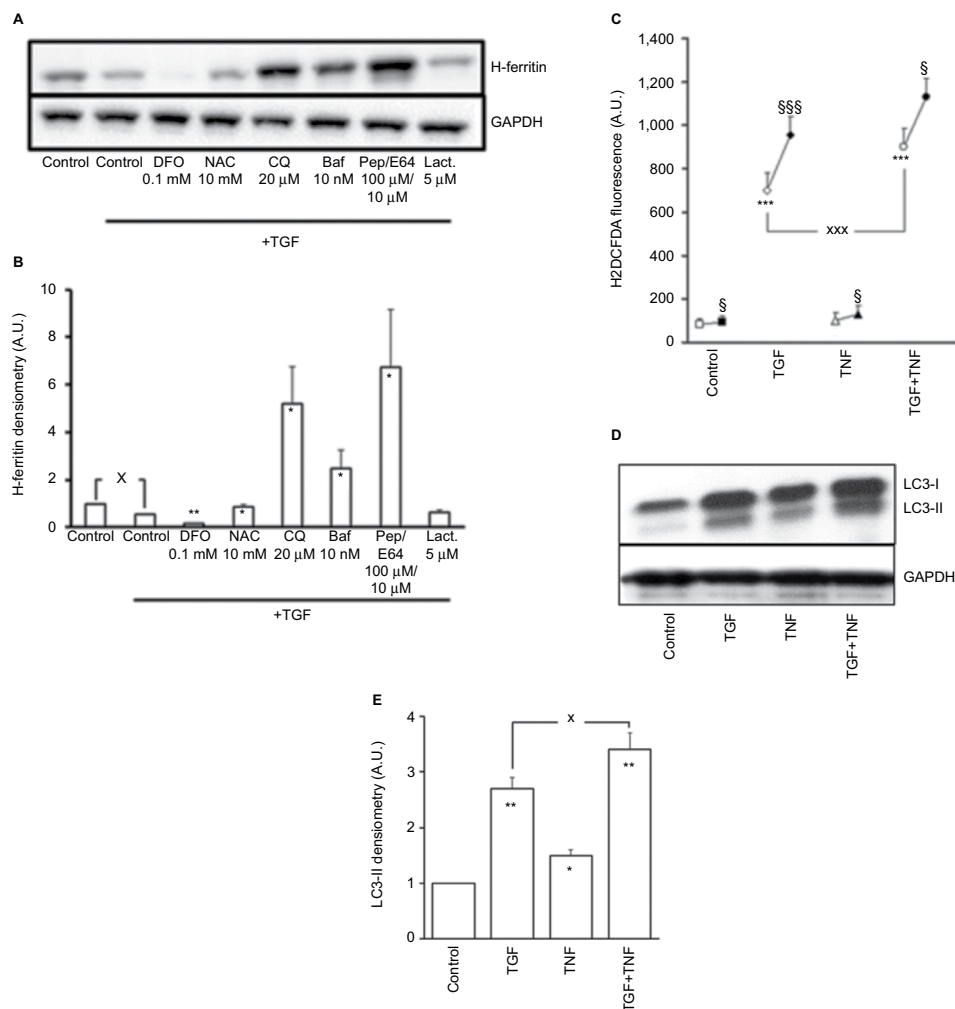 A
H-ferritin
GAPDH
Control Control DFO NAC CQ Baf Pep/E64 Lact.
0.1 mM 10 mM 20 µM 10 nM 100 µM/ 5 µM
10 µM
+TGF
B
H-ferritin densiometry (A.U.)
10
8
6
4
2
0
X
**
*
*
*
*
Control Control DFO NAC CQ Baf Pep/ Lact.
0.1 mM 10 mM 20 µM 10 nM E64 5 µM
100 µM/
10 µM
+TGF
C
H2DCFDA fluorescence (A.U.)
1,400
1,200
1,000
800
600
400
200
0
§
§§§
***
***
xxx
§
§
Control
TGF
TNF
TGF+TNF
D
LC3-I
LC3-II
GAPDH
Control
TGF
TNF
TGF+TNF
E
LC3-II densiometry (A.U.)
4
3
2
1
0
x
**
*
**
Control
TGF
TNF
TGF+TNF